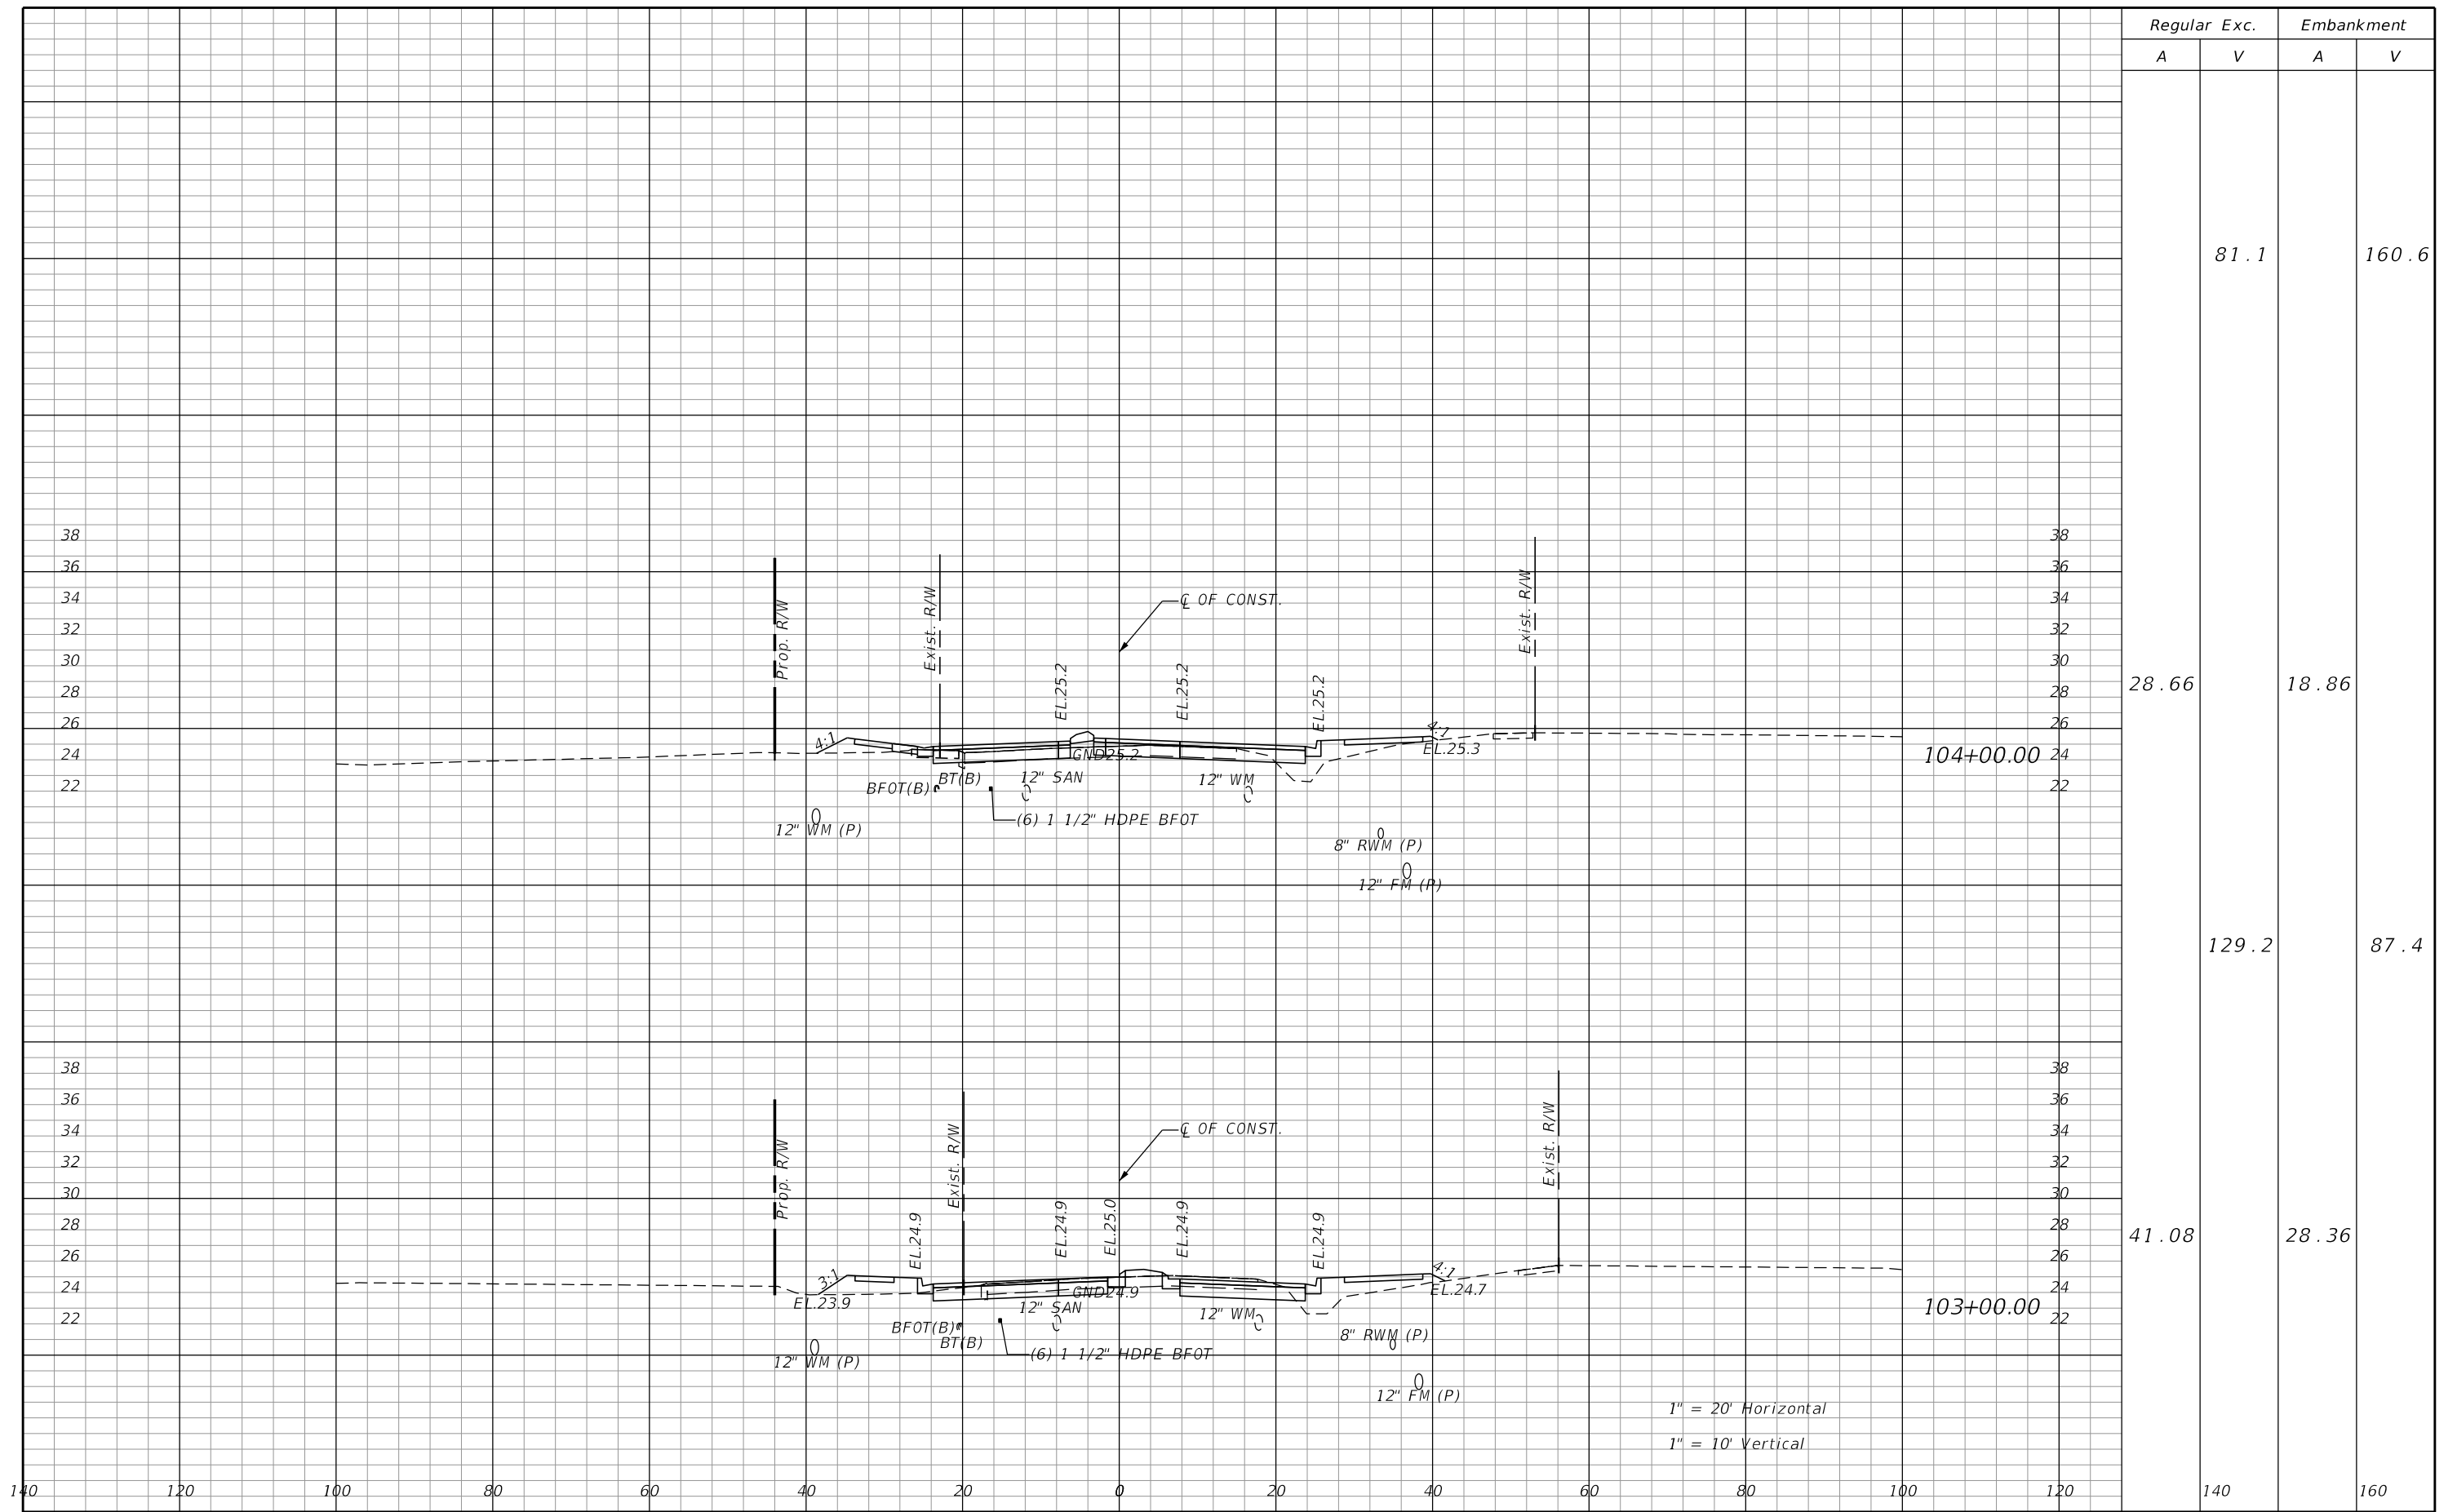 Regular Exc. Embankment
A V A V
81.1 160.6
38 38
36 36
34 34
32 32
30 30
28 28
26 26
24 24
22 22
Prop. R/W
Exist. R/W
℄ OF CONST.
Exist. R/W
EL.25.2
EL.25.2
EL.25.2
28.66 18.86
4:1
4:1
GND25.2
EL.25.3
104+00.00
BFOT(B)
BT(B)
12" SAN
12" WM
(6) 1 1/2" HDPE BFOT
12" WM (P)
8" RWM (P)
12" FM (P)
129.2 87.4
38 38
36 36
34 34
32 32
30 30
28 28
26 26
24 24
22 22
Prop. R/W
Exist. R/W
℄ OF CONST.
Exist. R/W
EL.24.9
EL.24.9
EL.25.0
EL.24.9
EL.24.9
41.08 28.36
3:1
4:1
EL.23.9
GND24.9
EL.24.7
103+00.00
12" SAN
12" WM
BFOT(B)
BT(B)
8" RWM (P)
(6) 1 1/2" HDPE BFOT
12" WM (P)
12" FM (P)
1" = 20' Horizontal
1" = 10' Vertical
140 120 100 80 60 40 20 0 20 40 60 80 100 120 140 160